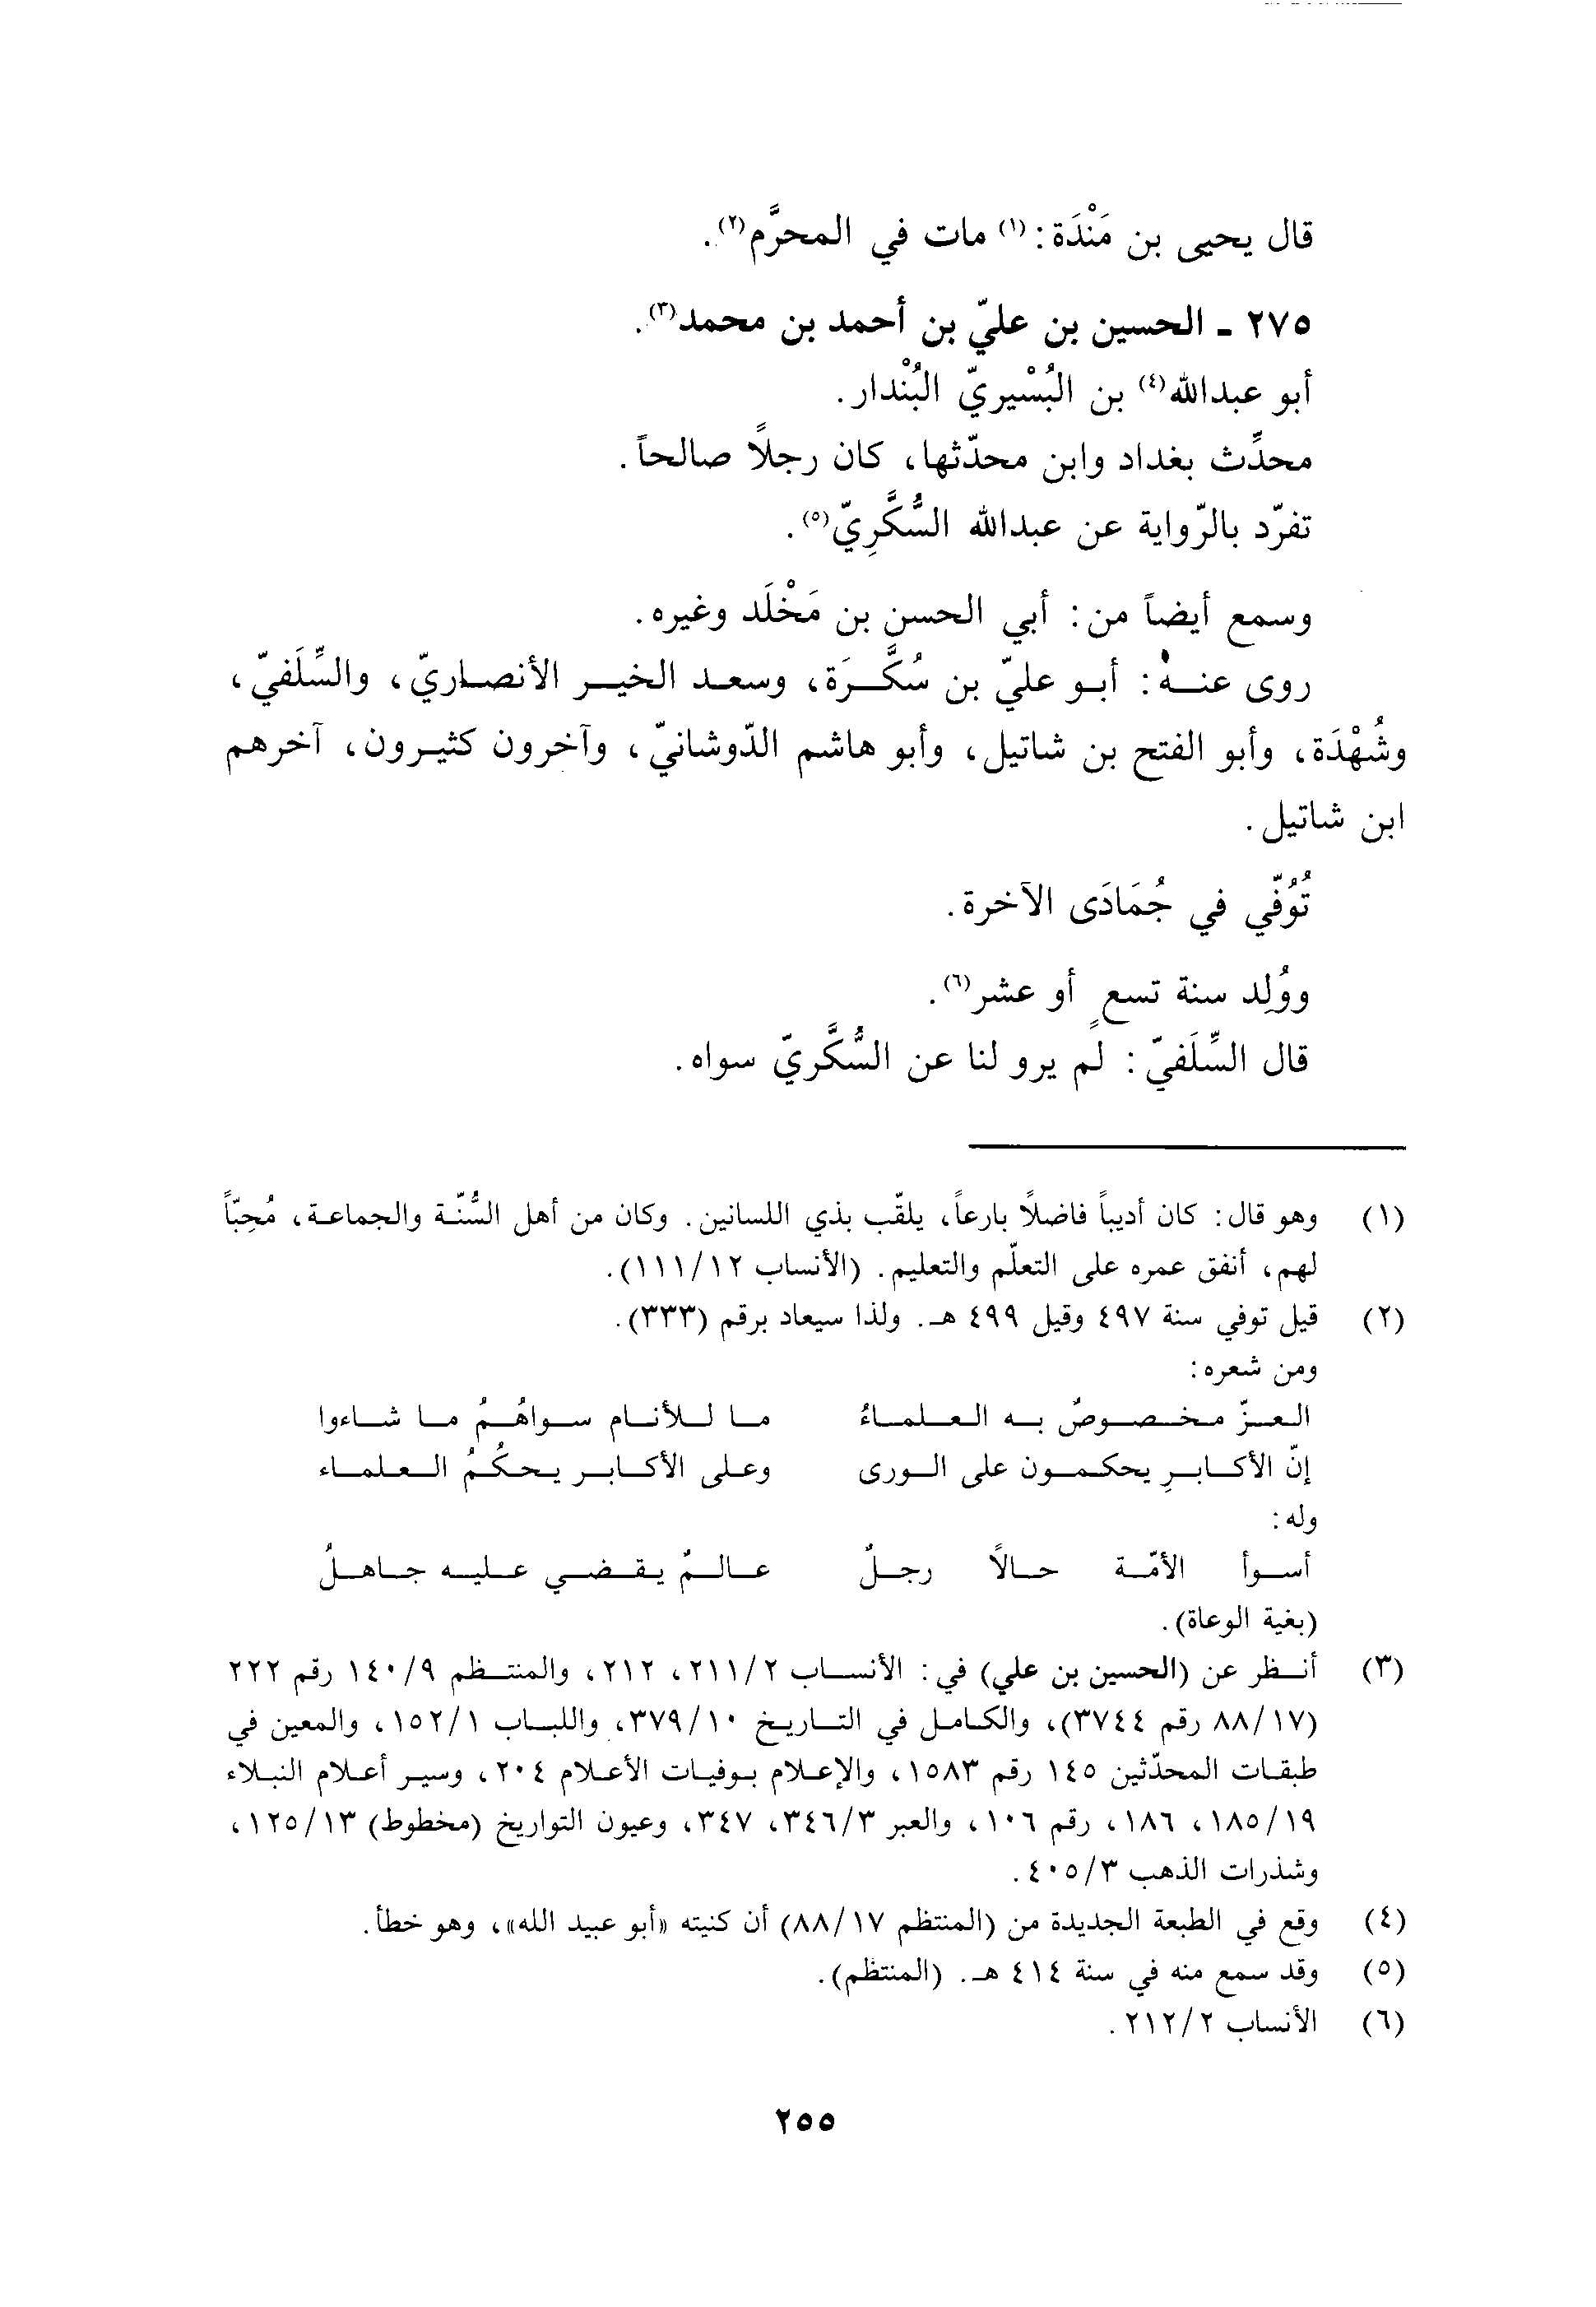 قال يحيى بن مَنْدَة:(١) مات في المحرَّم(٢).
٢٧٥ - الحسين بن عليّ بن أحمد بن محمد(٣).
أبو عبدالله(٤) بن البُسْيريّ البُنْدار.
محدِّث بغداد وابن محدّثها، كان رجلاً صالحاً.
تفرّد بالرّواية عن عبدالله السُّكَّرِيّ(٥).
وسمع أيضاً من: أبي الحسن بن مَخْلَد وغيره.
روى عنه: أبو عليّ بن سُكَّرَة، وسعد الخير الأنصاريّ، والسِّلَفيّ،
وشُهْدَة، وأبو الفتح بن شاتيل، وأبو هاشم الدّوشانيّ، وآخرون كثيرون، آخرهم
ابن شاتيل.
تُوُفّي في جُمَادَى الآخرة.
ووُلِد سنة تسعٍ أو عشر(٦).
قال السِّلَفيّ: لم يرو لنا عن السُّكَّريّ سواه.
(١) وهو قال: كان أديباً فاضلاً بارعاً، يلقّب بذي اللسانين. وكان من أهل السُّنّة والجماعة، مُحِبّاً
لهم، أنفق عمره على التعلّم والتعليم. (الأنساب ١١١/١٢).
(٢) قيل توفي سنة ٤٩٧ وقيل ٤٩٩ هـ. ولذا سيعاد برقم (٣٣٣).
ومن شعره:
العزّ مخصوصٌ به العلماءُ ما للأنام سواهُمُ ما شاءوا
إنّ الأكابرِ يحكمون على الورى وعلى الأكابر يحكُمُ العلماء
وله:
أسوأ الأمّة حالاً رجلٌ عالمٌ يقضي عليه جاهلُ
(بغية الوعاة).
(٣) أنظر عن (الحسين بن علي) في: الأنساب ٢١١/٢، ٢١٢، والمنتظم ١٤٠/٩ رقم ٢٢٢
(٨٨/١٧ رقم ٣٧٤٤)، والكامل في التاريخ ٣٧٩/١٠، واللباب ١٥٢/١، والمعين في
طبقات المحدّثين ١٤٥ رقم ١٥٨٣، والإعلام بوفيات الأعلام ٢٠٤، وسير أعلام النبلاء
١٨٥/١٩، ١٨٦، رقم ١٠٦، والعبر ٣٤٦/٣، ٣٤٧، وعيون التواريخ (مخطوط) ١٢٥/١٣،
وشذرات الذهب ٤٠٥/٣.
(٤) وقع في الطبعة الجديدة من (المنتظم ٨٨/١٧) أن كنيته «أبو عبيد الله»، وهو خطأ.
(٥) وقد سمع منه في سنة ٤١٤ هـ. (المنتظم).
(٦) الأنساب ٢١٢/٢.
٢٥٥